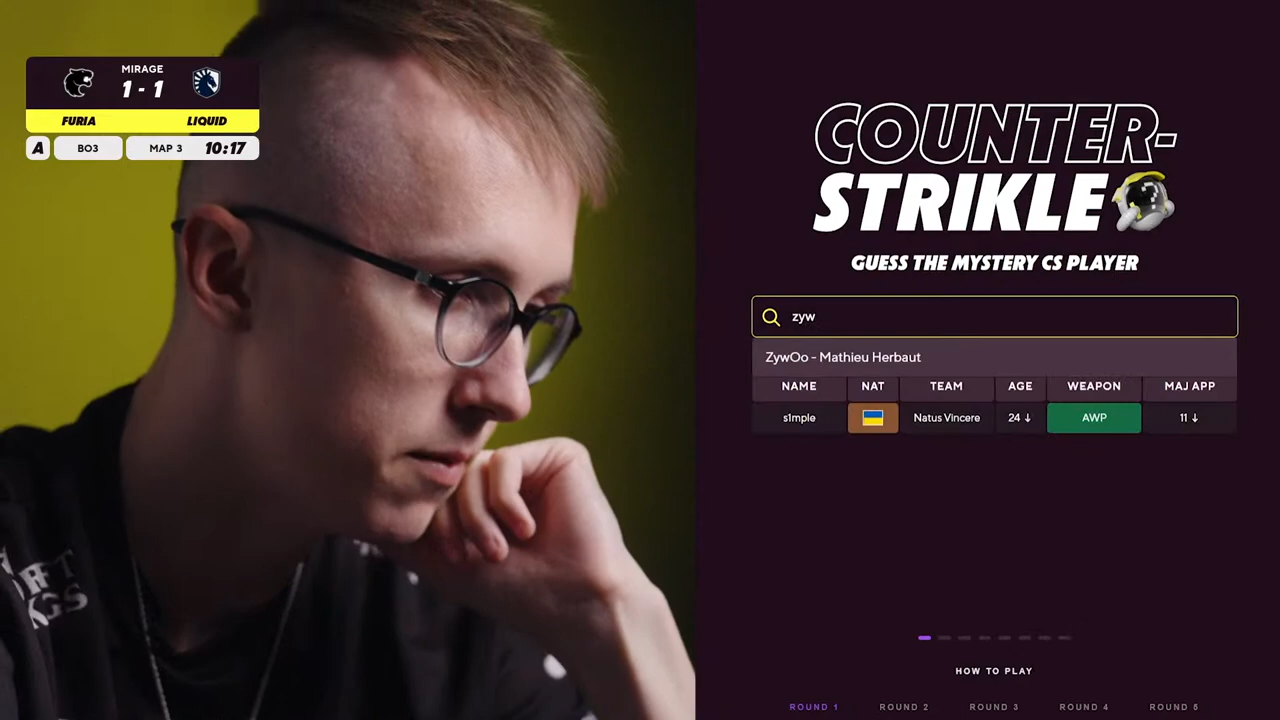 MIRAGE
1 - 1
FURIA LIQUID
A BO3 MAP 3 10:17
COUNTER-
STRIKLE
GUESS THE MYSTERY CS PLAYER
zyw
ZywOo - Mathieu Herbaut
NAME NAT TEAM AGE WEAPON MAJ APP
s1mple Natus Vincere 24 ↓ AWP 11 ↓
HOW TO PLAY
ROUND 1 ROUND 2 ROUND 3 ROUND 4 ROUND 5